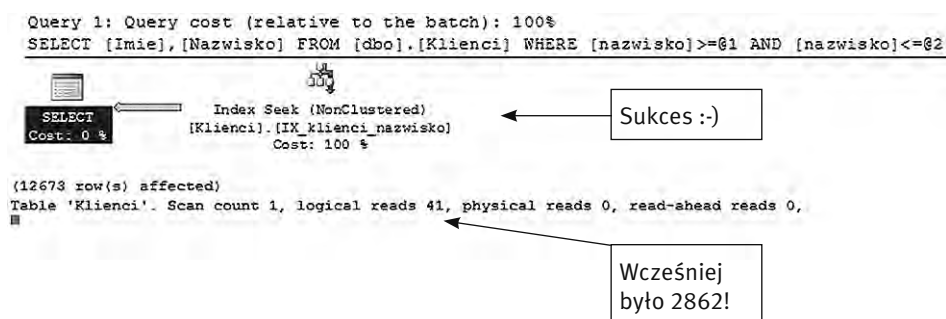 Query 1: Query cost (relative to the batch): 100%
SELECT [Imie],[Nazwisko] FROM [dbo].[Klienci] WHERE [nazwisko]>=@1 AND [nazwisko]<=@2
SELECT
Cost: 0 %
Index Seek (NonClustered)
[Klienci].[IX_klienci_nazwisko]
Cost: 100 %
Sukces :-)
(12673 row(s) affected)
Table 'Klienci'. Scan count 1, logical reads 41, physical reads 0, read-ahead reads 0,
Wcześniej
było 2862!